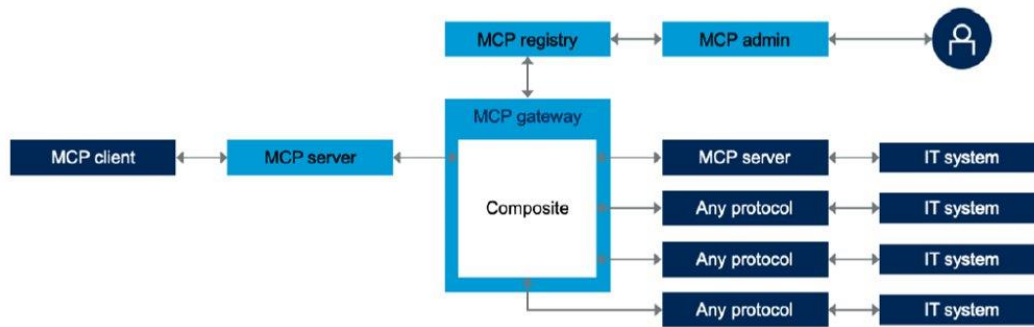 MCP registry
MCP admin
MCP gateway
MCP client
MCP server
Composite
MCP server
IT system
Any protocol
IT system
Any protocol
IT system
Any protocol
IT system